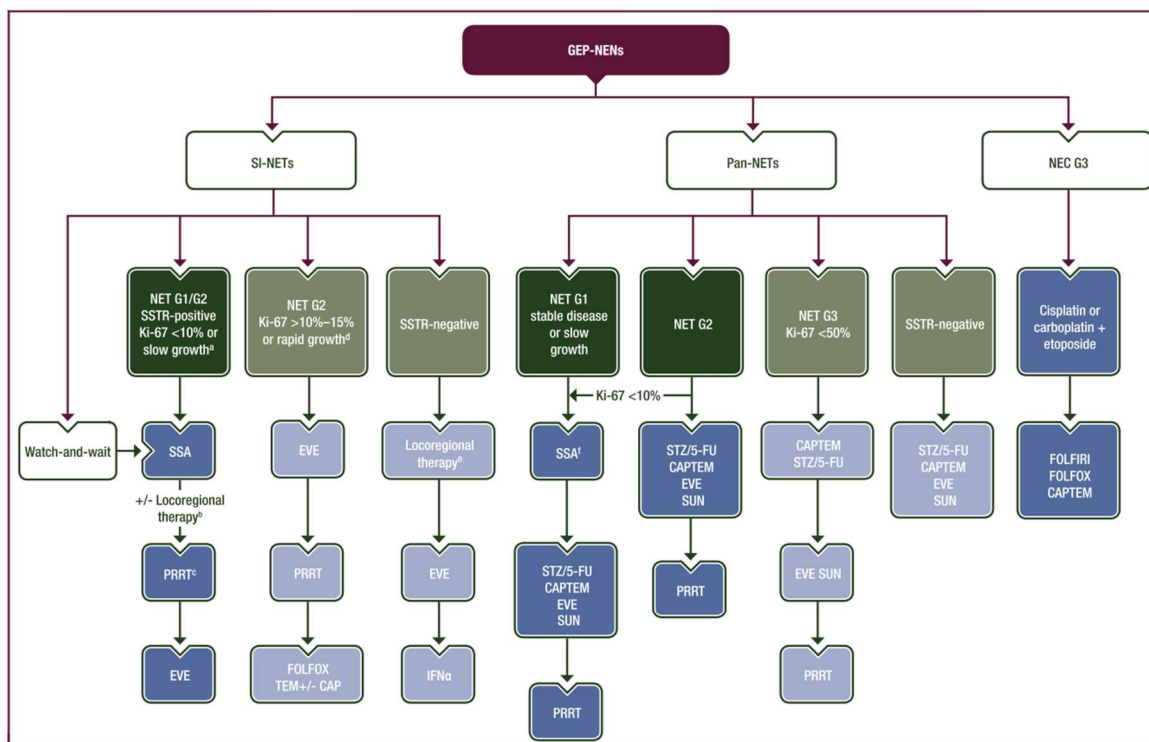 GEP-NENs
SI-NETs
Pan-NETs
NEC G3
NET G1/G2
SSTR-positive
Ki-67 <10% or
slow growthᵃ
NET G2
Ki-67 >10%–15%
or rapid growthᵈ
SSTR-negative
NET G1
stable disease
or slow
growth
NET G2
NET G3
Ki-67 <50%
SSTR-negative
Cisplatin or
carboplatin +
etoposide
Ki-67 <10%
Watch-and-wait
SSA
EVE
Locoregional
therapyᵉ
SSAᶠ
STZ/5-FU
CAPTEM
EVE
SUN
CAPTEM
STZ/5-FU
STZ/5-FU
CAPTEM
EVE
SUN
FOLFIRI
FOLFOX
CAPTEM
+/- Locoregional
therapyᵇ
PRRTᶜ
PRRT
EVE
STZ/5-FU
CAPTEM
EVE
SUN
PRRT
EVE SUN
EVE
FOLFOX
TEM+/- CAP
IFNα
PRRT
PRRT